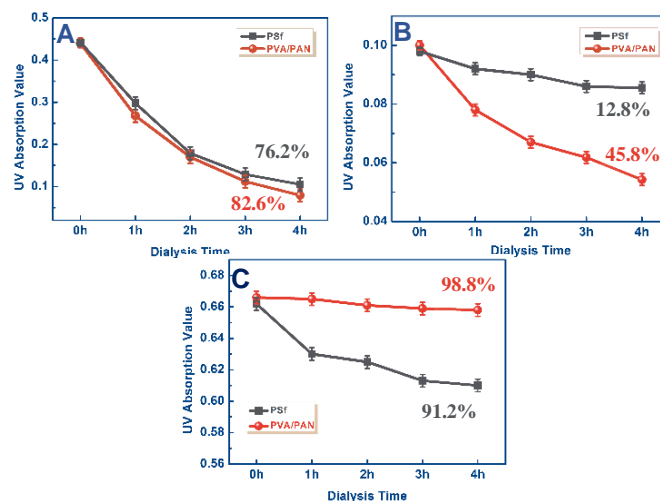 A
PSf
PVA/PAN
UV Absorption Value
0.5
0.4
0.3
0.2
0.1
76.2%
82.6%
0h 1h 2h 3h 4h
Dialysis Time
B
PSf
PVA/PAN
UV Absorption Value
0.10
0.08
0.06
0.04
12.8%
45.8%
0h 1h 2h 3h 4h
Dialysis Time
C
UV Absorption Value
0.68
0.66
0.64
0.62
0.60
0.58
0.56
98.8%
91.2%
PSf
PVA/PAN
0h 1h 2h 3h 4h
Dialysis Time